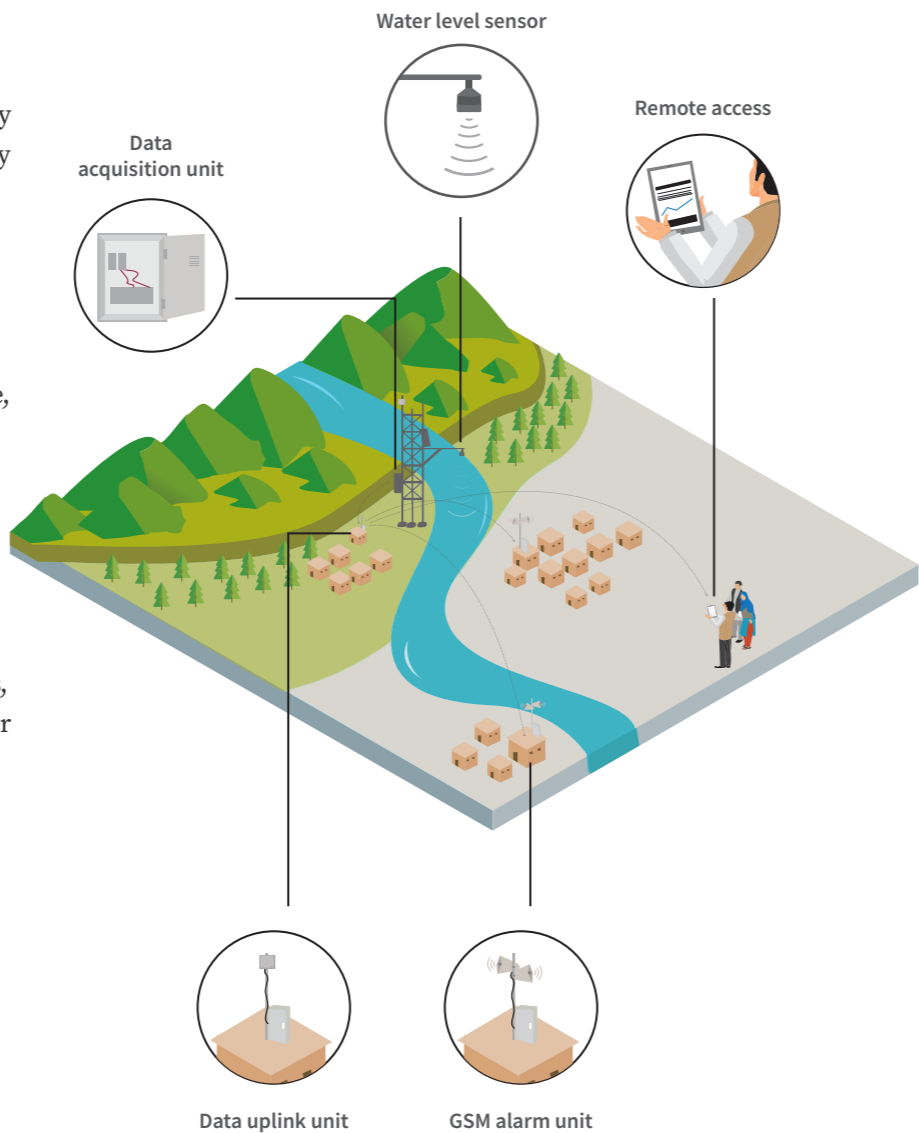 Water level sensor
Remote access
Data
acquisition unit
Data uplink unit
GSM alarm unit